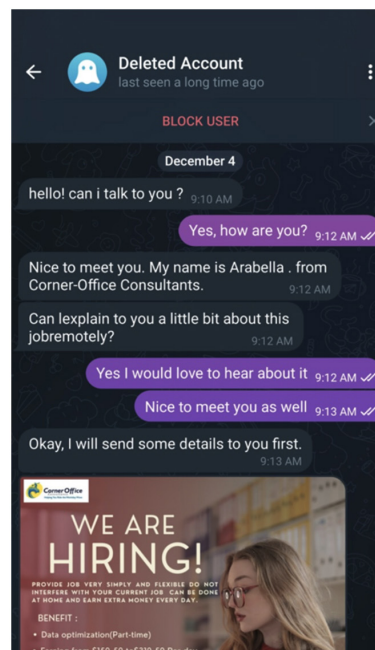 Deleted Account
last seen a long time ago
BLOCK USER
December 4
hello! can i talk to you ? 9:10 AM
Yes, how are you? 9:12 AM
Nice to meet you. My name is Arabella . from
Corner-Office Consultants. 9:12 AM
Can Iexplain to you a little bit about this
jobremotely? 9:12 AM
Yes I would love to hear about it 9:12 AM
Nice to meet you as well 9:13 AM
Okay, I will send some details to you first.
9:13 AM
CornerOffice
WE ARE
HIRING!
PROVIDE JOB VERY SIMPLY AND FLEXIBLE DO NOT
INTERFERE WITH YOUR CURRENT JOB CAN BE DONE
AT HOME AND EARN EXTRA MONEY EVERY DAY.
BENEFIT :
• Data optimization(Part-time)